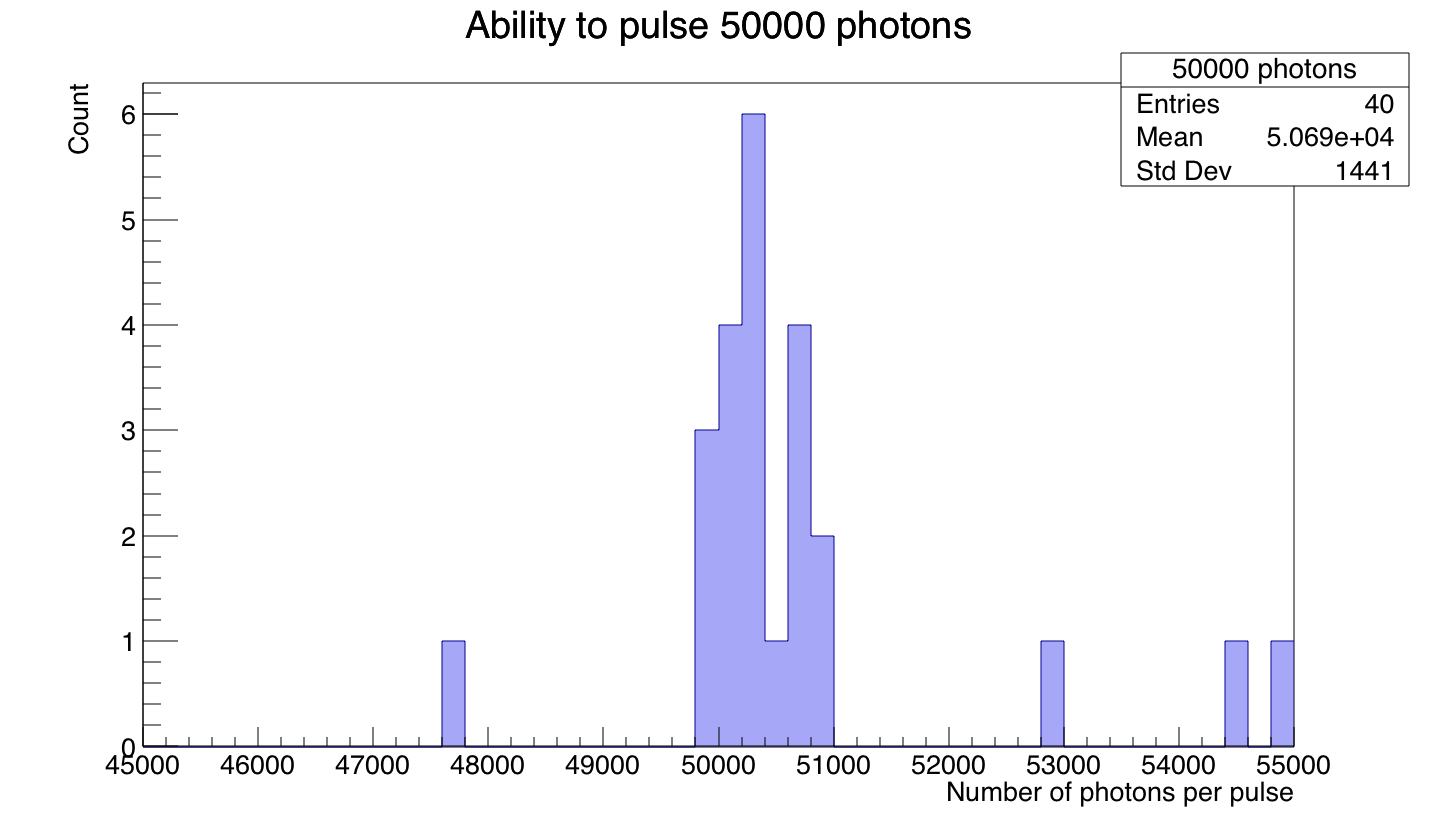 Ability to pulse 50000 photons
50000 photons
Entries 40
Mean 5.069e+04
Std Dev 1441
Count
6
5
4
3
2
1
0
45000 46000 47000 48000 49000 50000 51000 52000 53000 54000 55000
Number of photons per pulse